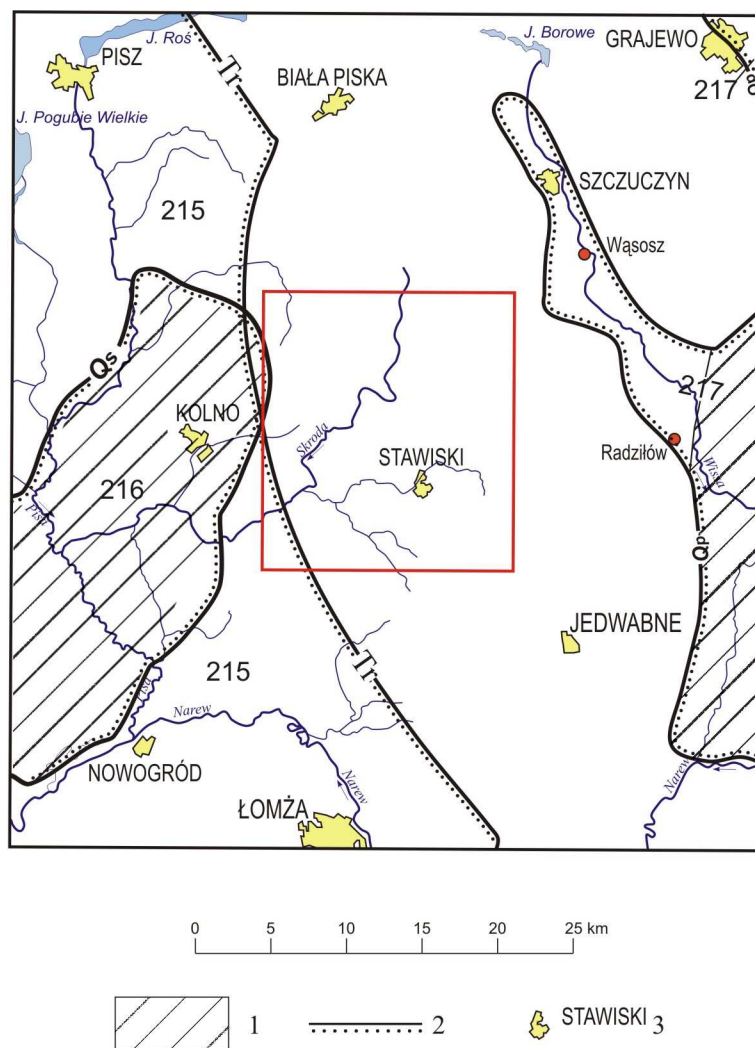 J. Roś
PISZ
Tr
BIAŁA PISKA
J. Borowe
GRAJEWO
217
J. Pogubie Wielkie
215
SZCZUCZYN
Wąsosz
Qs
217
KOLNO
Skroda
STAWISKI
Radziłów
Wissa
216
Pisa
Qp
JEDWABNE
215
Tr
Pisa
Narew
NOWOGRÓD
Narew
Narew
ŁOMŻA
0 5 10 15 20 25 km
1 2 STAWISKI 3